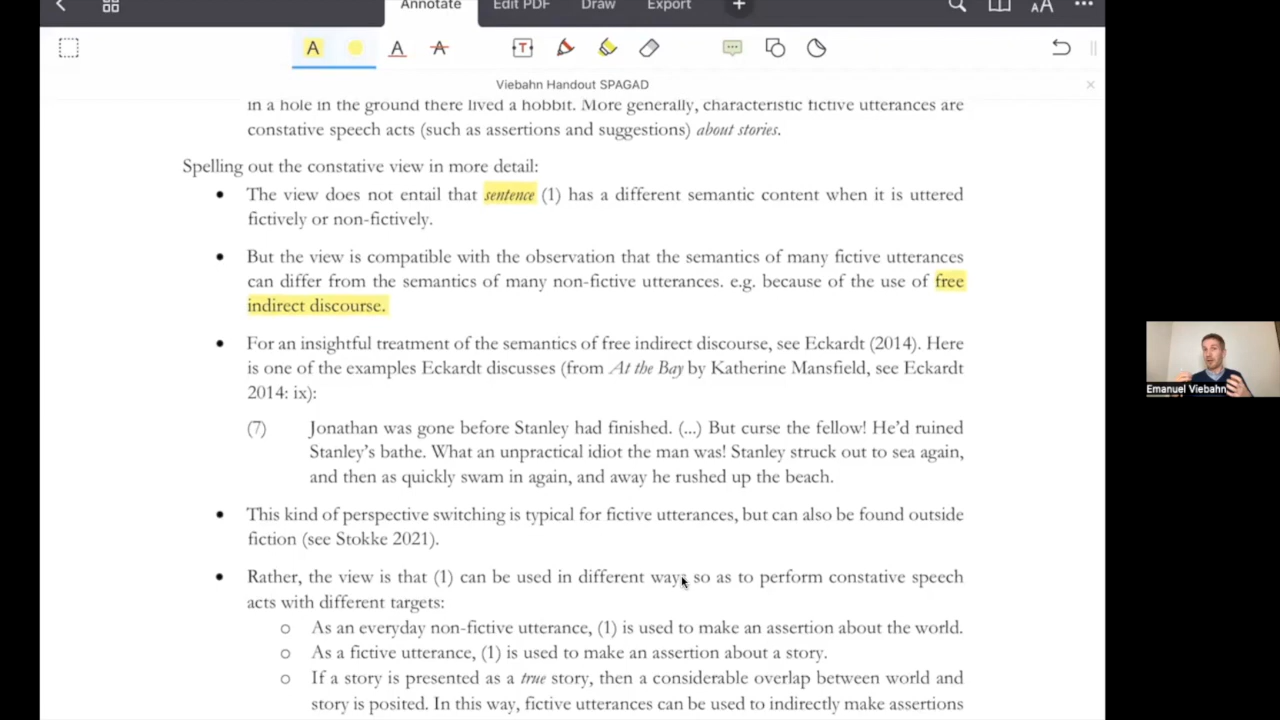 Annotate Edit PDF Draw Export
A A A T AA
Viebahn Handout SPAGAD
in a hole in the ground there lived a hobbit. More generally, characteristic fictive utterances are
constative speech acts (such as assertions and suggestions) about stories.
Spelling out the constative view in more detail:
• The view does not entail that sentence (1) has a different semantic content when it is uttered
fictively or non-fictively.
• But the view is compatible with the observation that the semantics of many fictive utterances
can differ from the semantics of many non-fictive utterances. e.g. because of the use of free
indirect discourse.
• For an insightful treatment of the semantics of free indirect discourse, see Eckardt (2014). Here
is one of the examples Eckardt discusses (from At the Bay by Katherine Mansfield, see Eckardt
2014: ix):
(7) Jonathan was gone before Stanley had finished. (...) But curse the fellow! He'd ruined
Stanley's bathe. What an unpractical idiot the man was! Stanley struck out to sea again,
and then as quickly swam in again, and away he rushed up the beach.
• This kind of perspective switching is typical for fictive utterances, but can also be found outside
fiction (see Stokke 2021).
• Rather, the view is that (1) can be used in different ways so as to perform constative speech
acts with different targets:
o As an everyday non-fictive utterance, (1) is used to make an assertion about the world.
o As a fictive utterance, (1) is used to make an assertion about a story.
o If a story is presented as a true story, then a considerable overlap between world and
story is posited. In this way, fictive utterances can be used to indirectly make assertions
Emanuel Viebahn